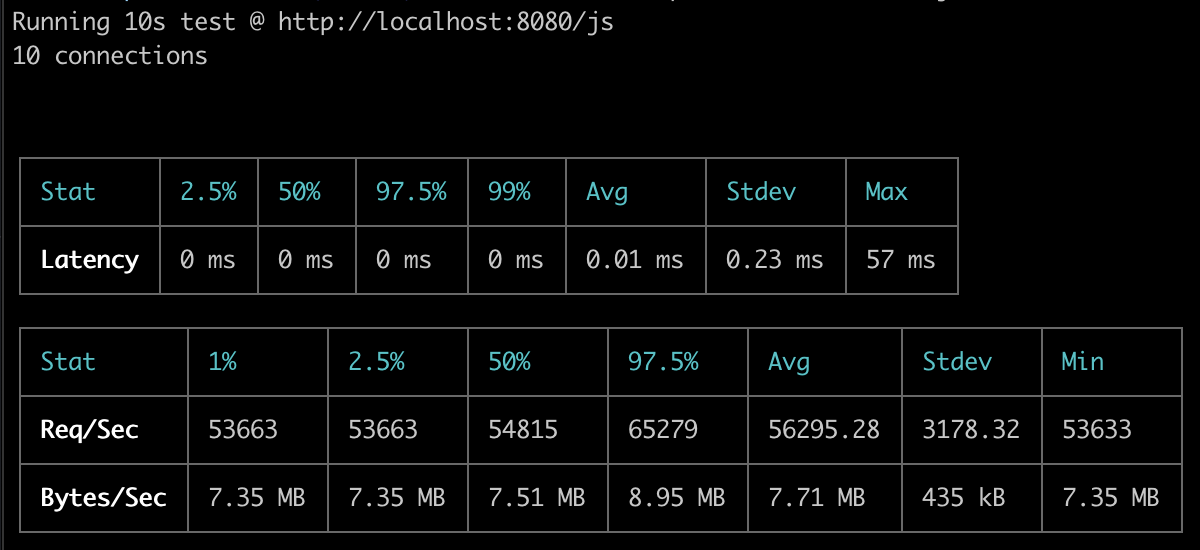 Running 10s test @ http://localhost:8080/js
10 connections
Stat 2.5% 50% 97.5% 99% Avg Stdev Max
Latency 0 ms 0 ms 0 ms 0 ms 0.01 ms 0.23 ms 57 ms
Stat 1% 2.5% 50% 97.5% Avg Stdev Min
Req/Sec 53663 53663 54815 65279 56295.28 3178.32 53633
Bytes/Sec 7.35 MB 7.35 MB 7.51 MB 8.95 MB 7.71 MB 435 kB 7.35 MB